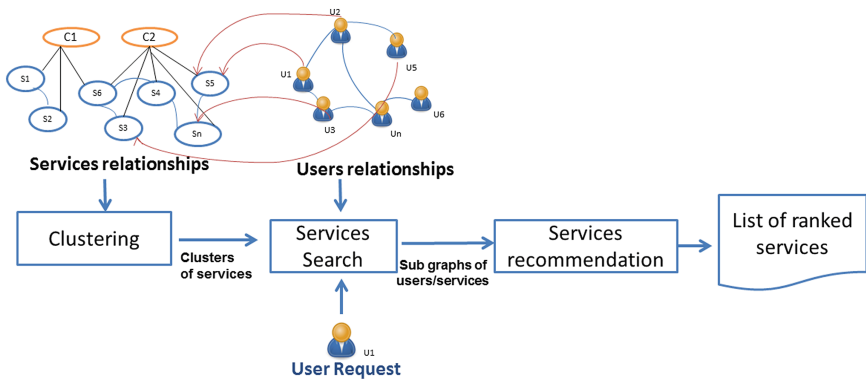 U2
C1
C2
U5
S1
S5
U1
S6
S4
U6
S2
S3
Sn
U3
Un
Services relationships
Users relationships
Clustering
Clusters
of services
Services
Search
Sub graphs of
users/services
Services
recommendation
List of ranked
services
U1
User Request